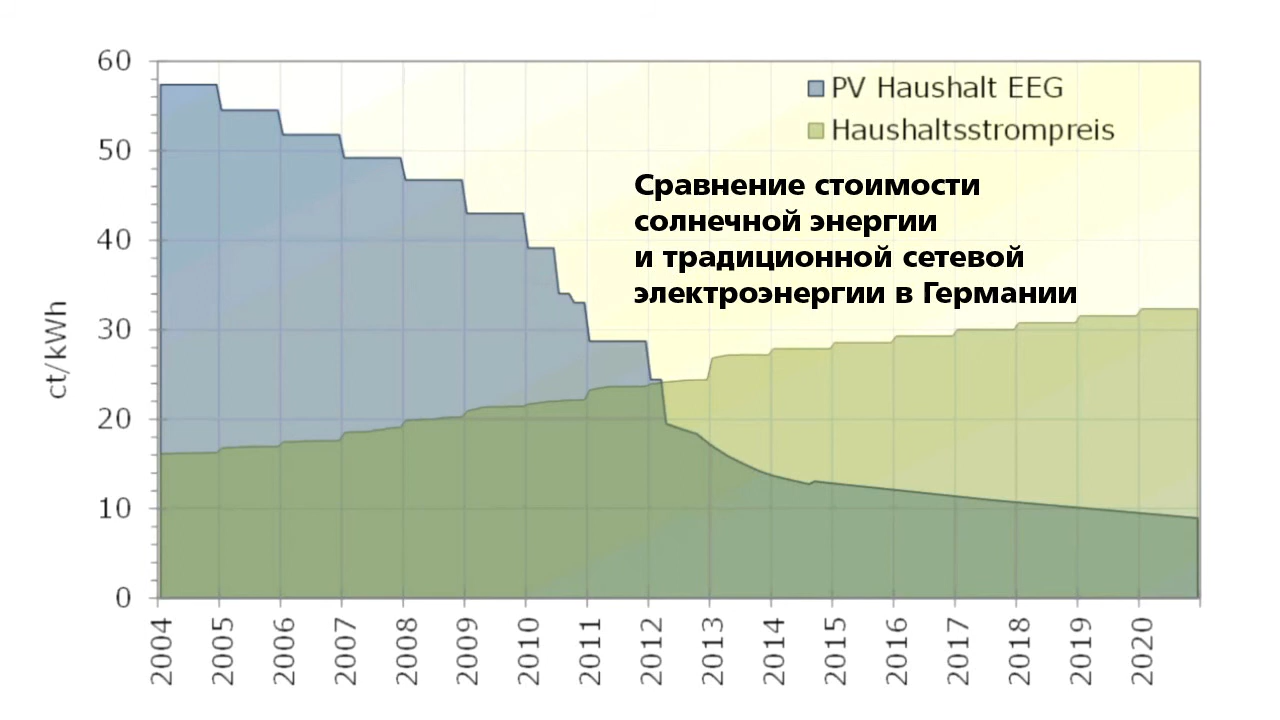 60
PV Haushalt EEG
Haushaltsstrompreis
50
Сравнение стоимости
солнечной энергии
и традиционной сетевой
электроэнергии в Германии
40
30
20
10
0
ct/kWh
2004 2005 2006 2007 2008 2009 2010 2011 2012 2013 2014 2015 2016 2017 2018 2019 2020